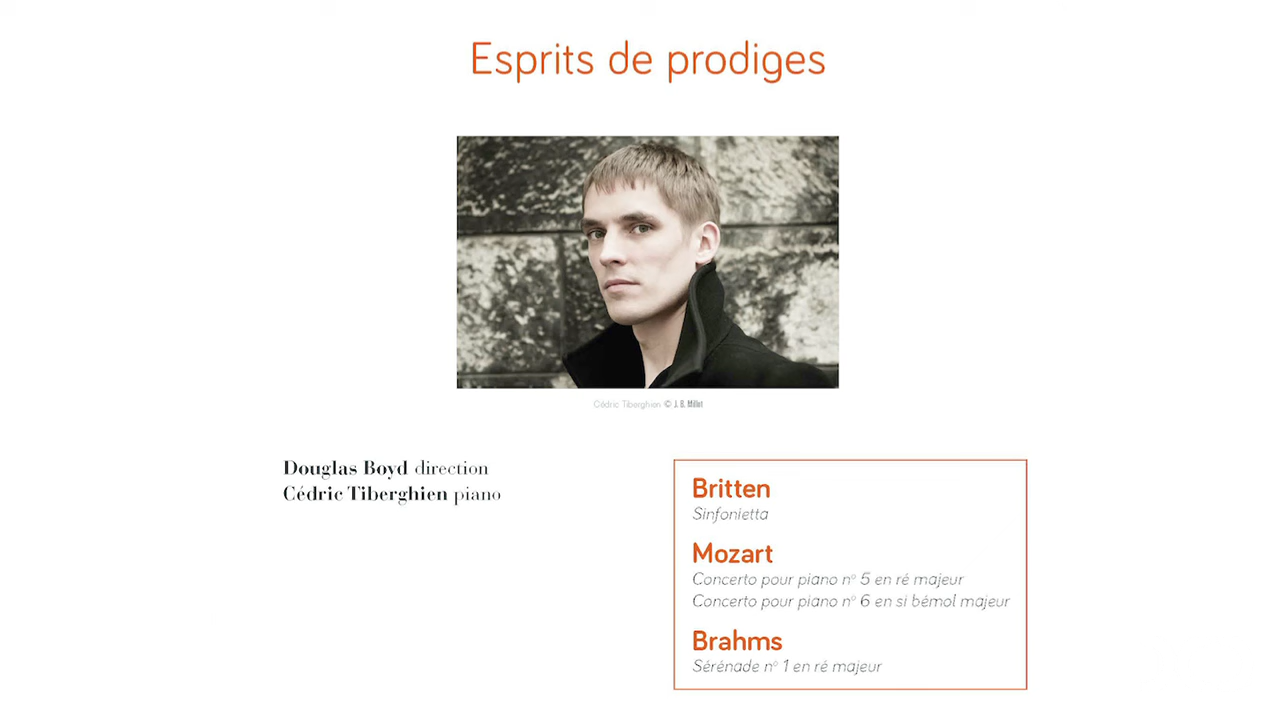 Esprits de prodiges
Cédric Tiberghien © J. B. Millot
Douglas Boyd direction
Cédric Tiberghien piano
Britten
Sinfonietta
Mozart
Concerto pour piano n° 5 en ré majeur
Concerto pour piano n° 6 en si bémol majeur
Brahms
Sérénade n° 1 en ré majeur